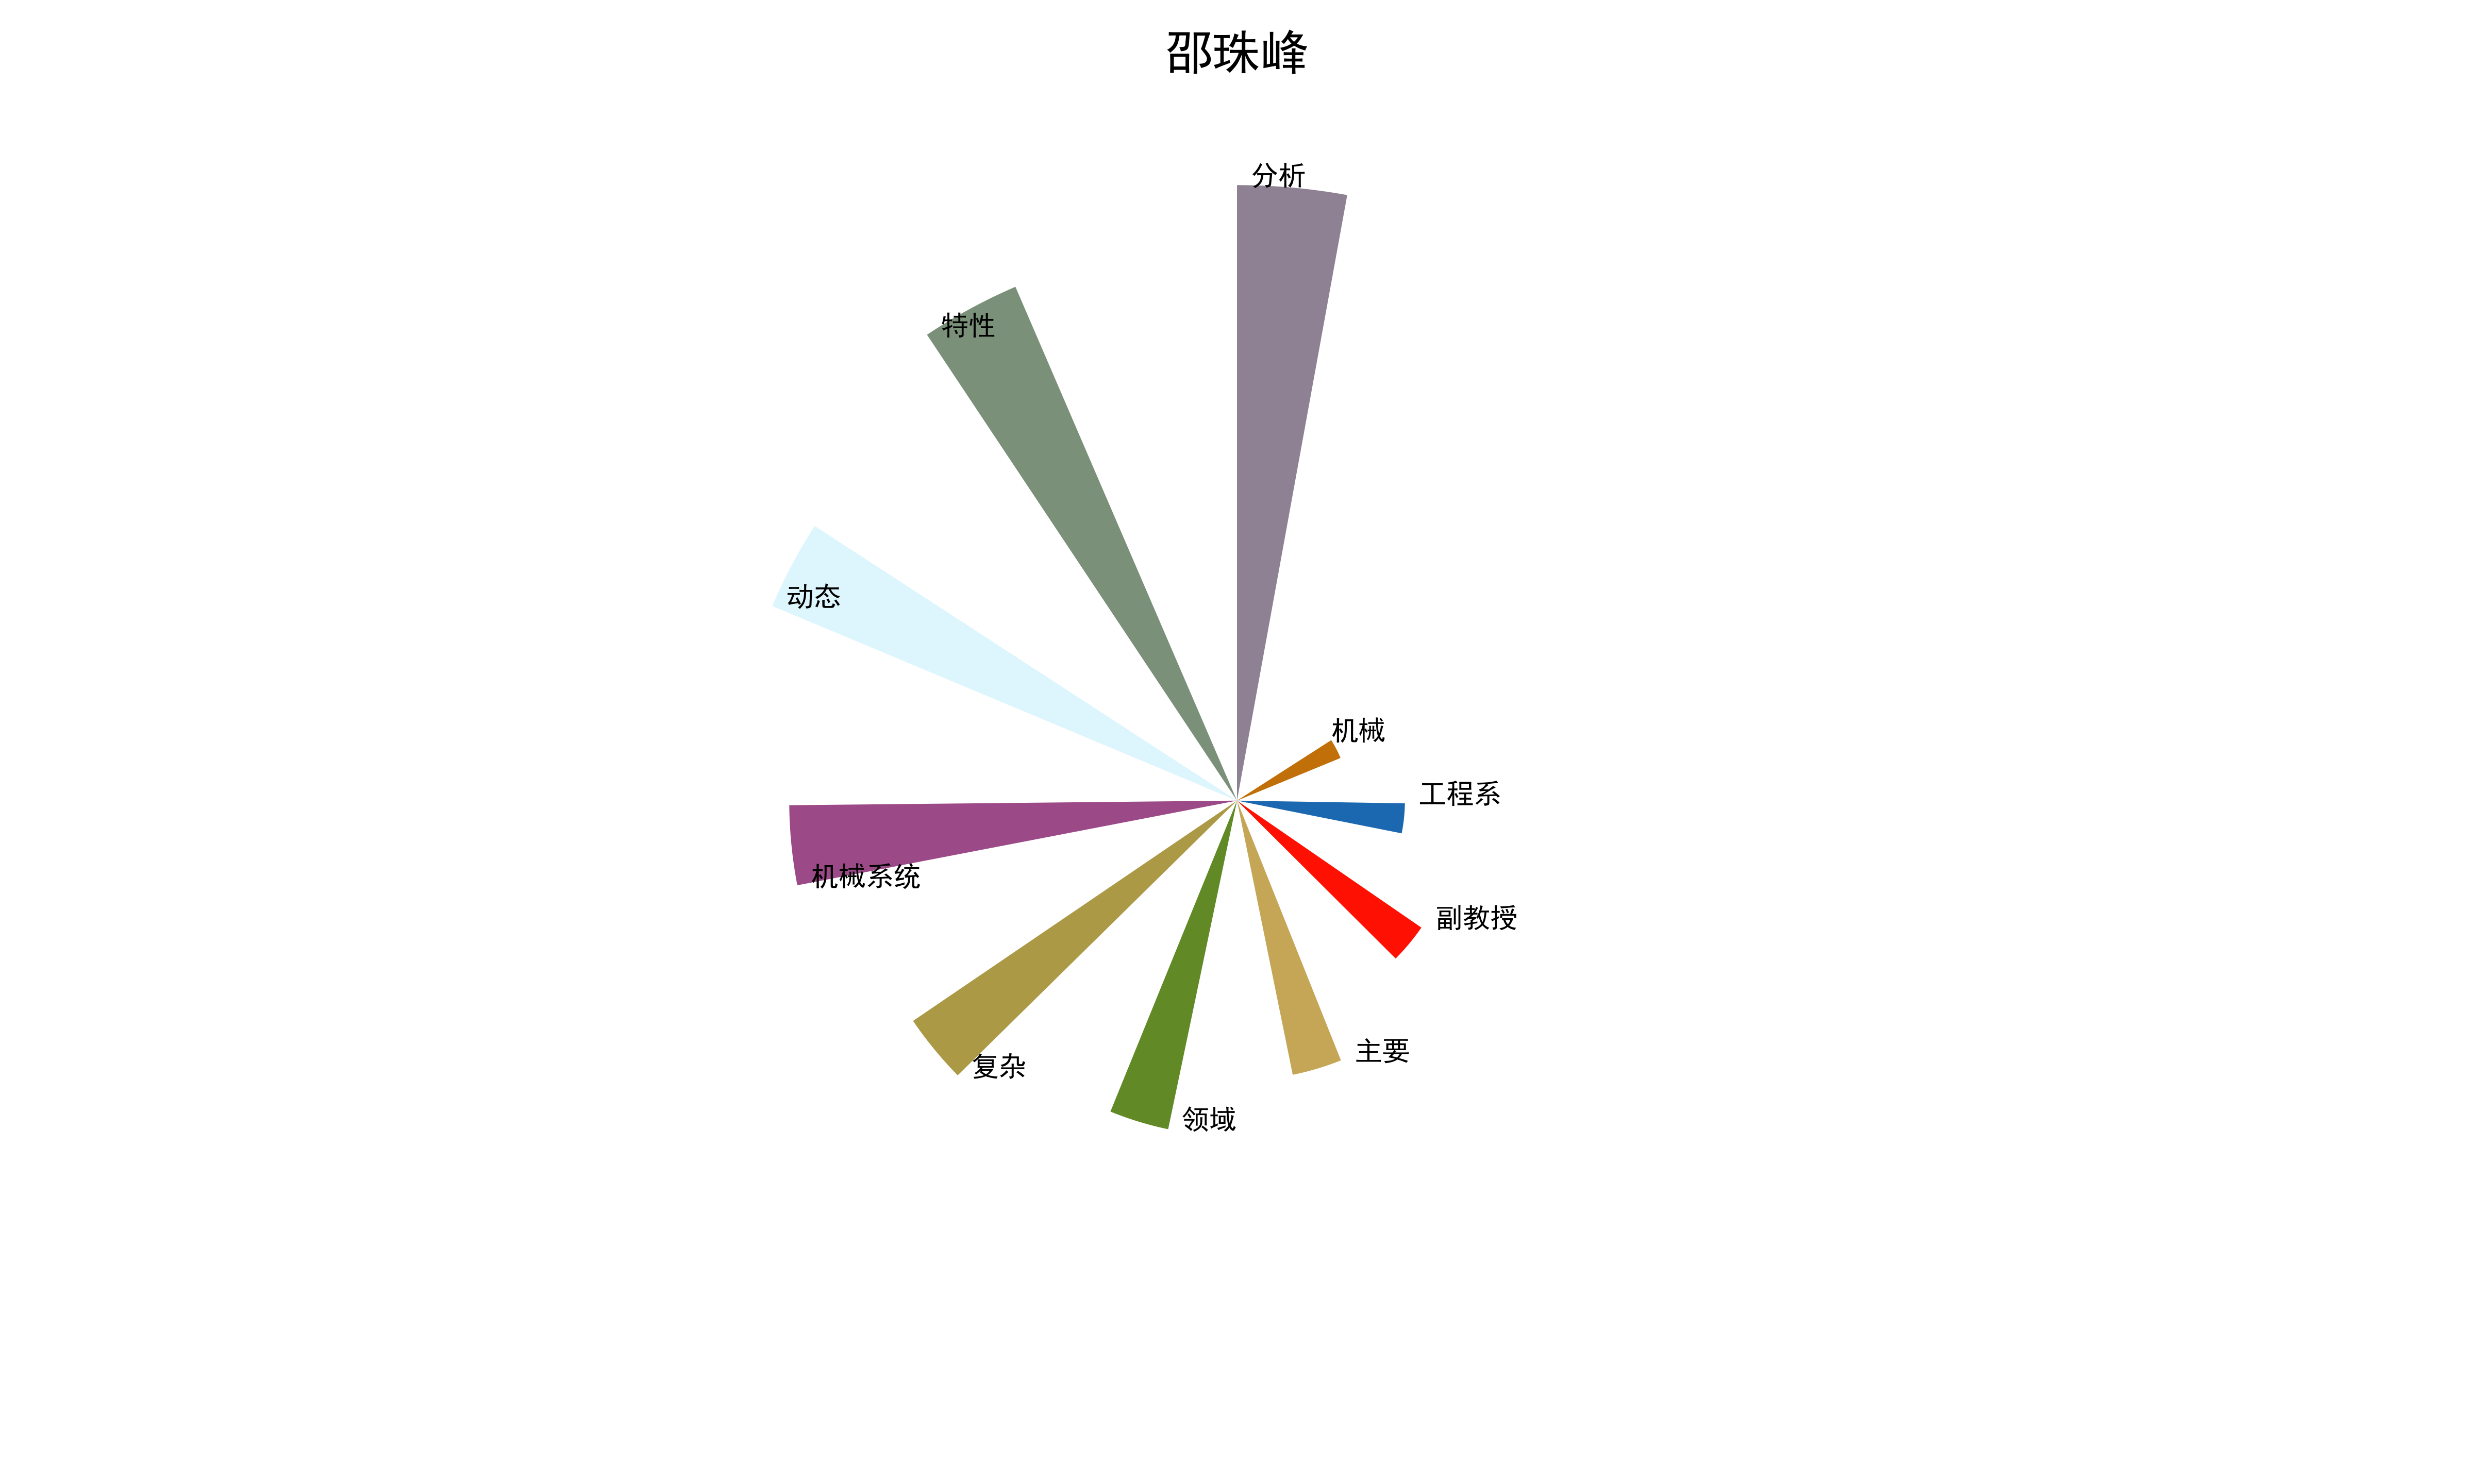 邵珠峰
分析
特性
动态
机械
工程系
机械系统
副教授
主要
复杂
领域